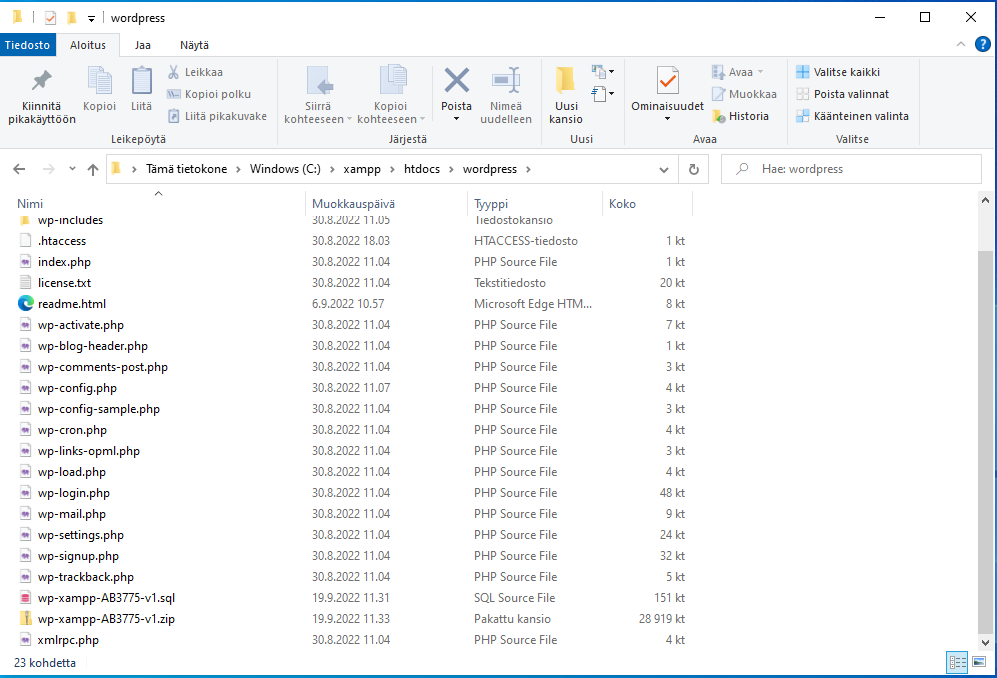 wordpress
Tiedosto Aloitus Jaa Näytä
Kiinnitä pikakäyttöön
Kopioi
Liitä
Leikkaa
Kopioi polku
Liitä pikakuvake
Leikepöytä
Siirrä kohteeseen
Kopioi kohteeseen
Poista
Nimeä uudelleen
Järjestä
Uusi kansio
Uusi
Ominaisuudet
Avaa
Muokkaa
Historia
Avaa
Valitse kaikki
Poista valinnat
Käänteinen valinta
Valitse
Tämä tietokone > Windows (C:) > xampp > htdocs > wordpress >
Hae: wordpress
Nimi Muokkauspäivä Tyyppi Koko
wp-includes 30.8.2022 11.05 Tiedostokansio
.htaccess 30.8.2022 18.03 HTACCESS-tiedosto 1 kt
index.php 30.8.2022 11.04 PHP Source File 1 kt
license.txt 30.8.2022 11.04 Tekstitiedosto 20 kt
readme.html 6.9.2022 10.57 Microsoft Edge HTM... 8 kt
wp-activate.php 30.8.2022 11.04 PHP Source File 7 kt
wp-blog-header.php 30.8.2022 11.04 PHP Source File 1 kt
wp-comments-post.php 30.8.2022 11.04 PHP Source File 3 kt
wp-config.php 30.8.2022 11.07 PHP Source File 4 kt
wp-config-sample.php 30.8.2022 11.04 PHP Source File 3 kt
wp-cron.php 30.8.2022 11.04 PHP Source File 4 kt
wp-links-opml.php 30.8.2022 11.04 PHP Source File 3 kt
wp-load.php 30.8.2022 11.04 PHP Source File 4 kt
wp-login.php 30.8.2022 11.04 PHP Source File 48 kt
wp-mail.php 30.8.2022 11.04 PHP Source File 9 kt
wp-settings.php 30.8.2022 11.04 PHP Source File 24 kt
wp-signup.php 30.8.2022 11.04 PHP Source File 32 kt
wp-trackback.php 30.8.2022 11.04 PHP Source File 5 kt
wp-xampp-AB3775-v1.sql 19.9.2022 11.31 SQL Source File 151 kt
wp-xampp-AB3775-v1.zip 19.9.2022 11.33 Pakattu kansio 28 919 kt
xmlrpc.php 30.8.2022 11.04 PHP Source File 4 kt
23 kohdetta